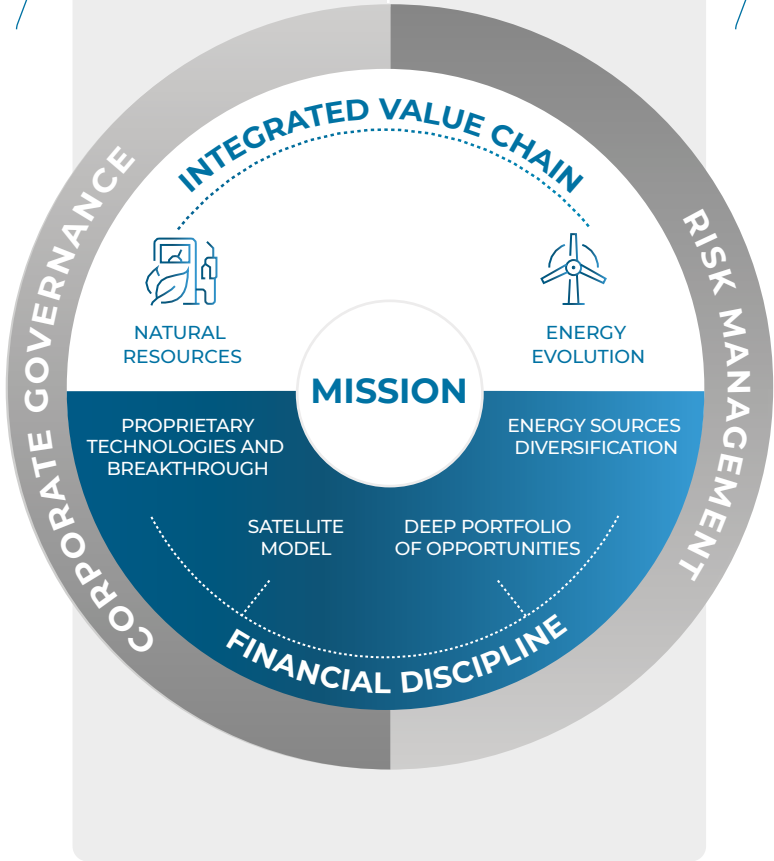 INTEGRATED VALUE CHAIN
CORPORATE GOVERNANCE
RISK MANAGEMENT
NATURAL
RESOURCES
ENERGY
EVOLUTION
MISSION
PROPRIETARY
TECHNOLOGIES AND
BREAKTHROUGH
ENERGY SOURCES
DIVERSIFICATION
SATELLITE
MODEL
DEEP PORTFOLIO
OF OPPORTUNITIES
FINANCIAL DISCIPLINE